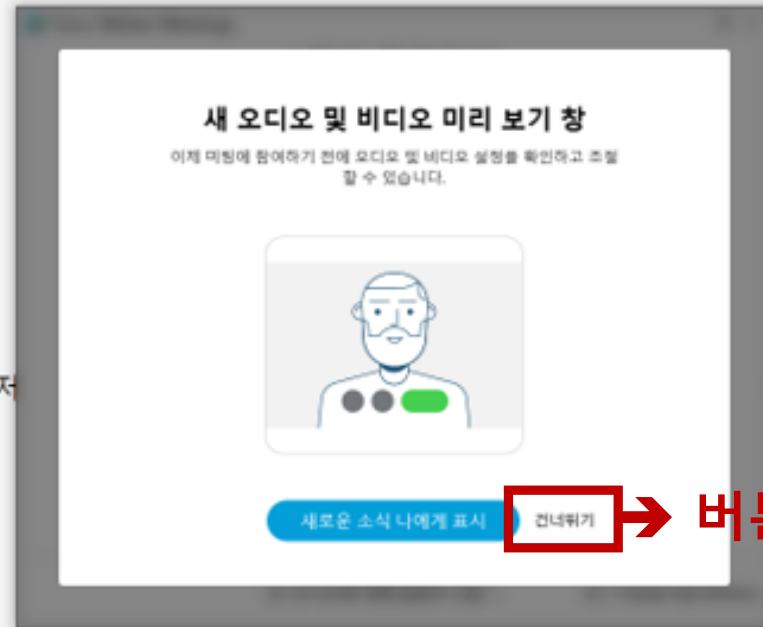 새 오디오 및 비디오 미리 보기 창
이제 미팅에 참여하기 전에 오디오 및 비디오 설정을 확인하고 조절
할 수 있습니다.
저
새로운 소식 나에게 표시
건너뛰기
버